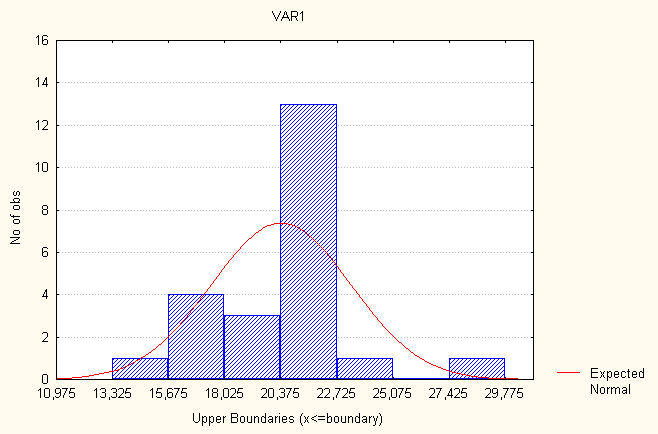 VAR1
16
14
12
10
8
6
4
2
0
No of obs
10,975 13,325 15,675 18,025 20,375 22,725 25,075 27,425 29,775
Upper Boundaries (x<=boundary)
Expected
Normal